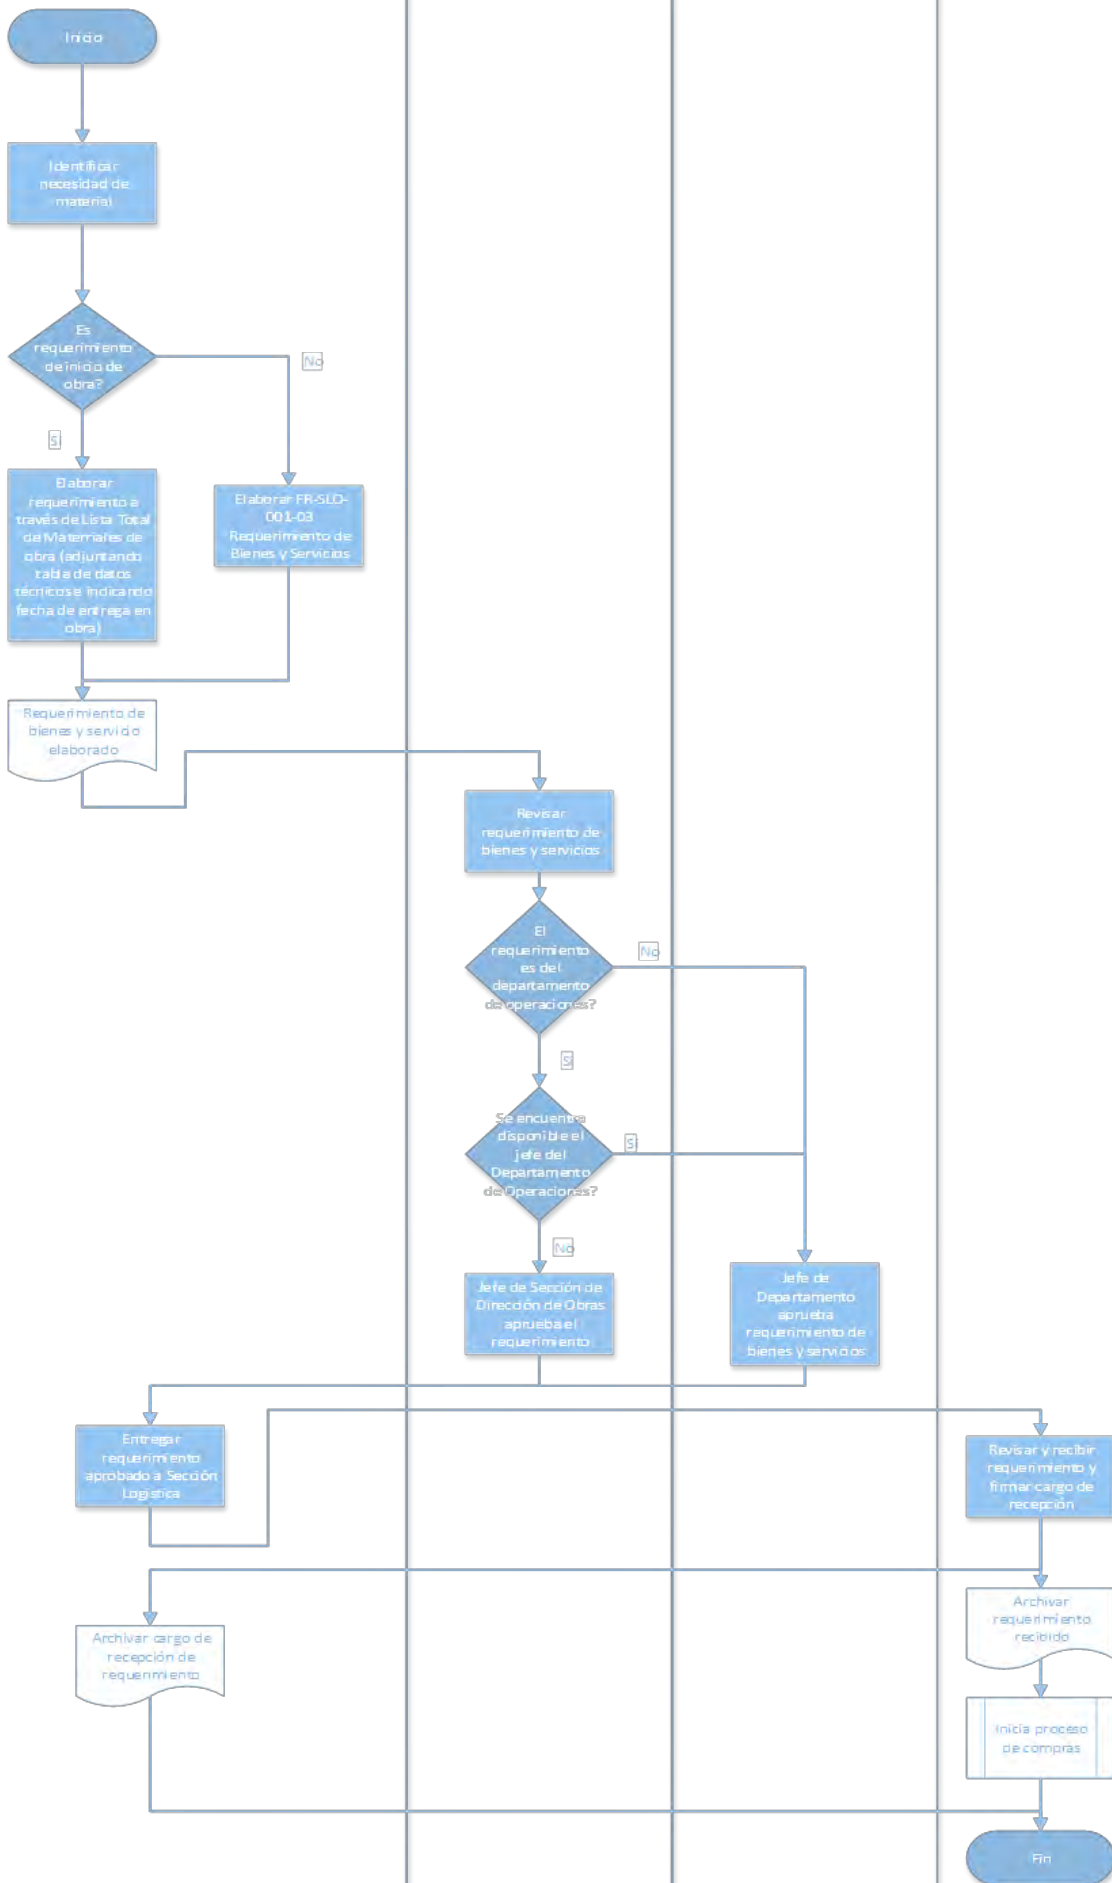 Inicio
Identificar
necesidad de
material
Es
requerimiento
de inicio de
obra?
No
Si
Elaborar
requerimiento a
través de Lista Total
de Materriales de
obra (adjuntando
tabla de datos
técnicos e indicando
fecha de entrega en
obra)
Elaborar FR-SLO-
001-03
Requerimiento de
Bienes y Servicios
Requerimiento de
bienes y servicio
elaborado
Revisar
requerimiento de
bienes y servicios
El
requerimiento
es del
departamento
de operaciones?
No
Si
Se encuentra
disponible el
jefe del
Departamento
de Operaciones?
Si
No
Jefe de Sección de
Dirección de Obras
aprueba el
requerimiento
Jefe de
Departamento
aprueba
requerimiento de
bienes y servicios
Entregar
requerimiento
aprobado a Sección
Logística
Revisar y recibir
requerimiento y
firmar cargo de
recepción
Archivar cargo de
recepción de
requerimiento
Archivar
requerimiento
recibido
Inicia proceso
de compras
Fin